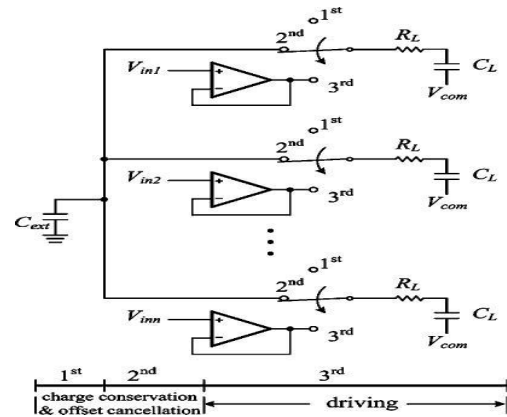 1st
2nd
RL
CL
Vin1
+
−
3rd
Vcom
1st
2nd
RL
CL
Vin2
+
−
3rd
Vcom
Cext
1st
2nd
RL
CL
Vinn
+
−
3rd
Vcom
1st 2nd 3rd
charge conservation
& offset cancellation
driving